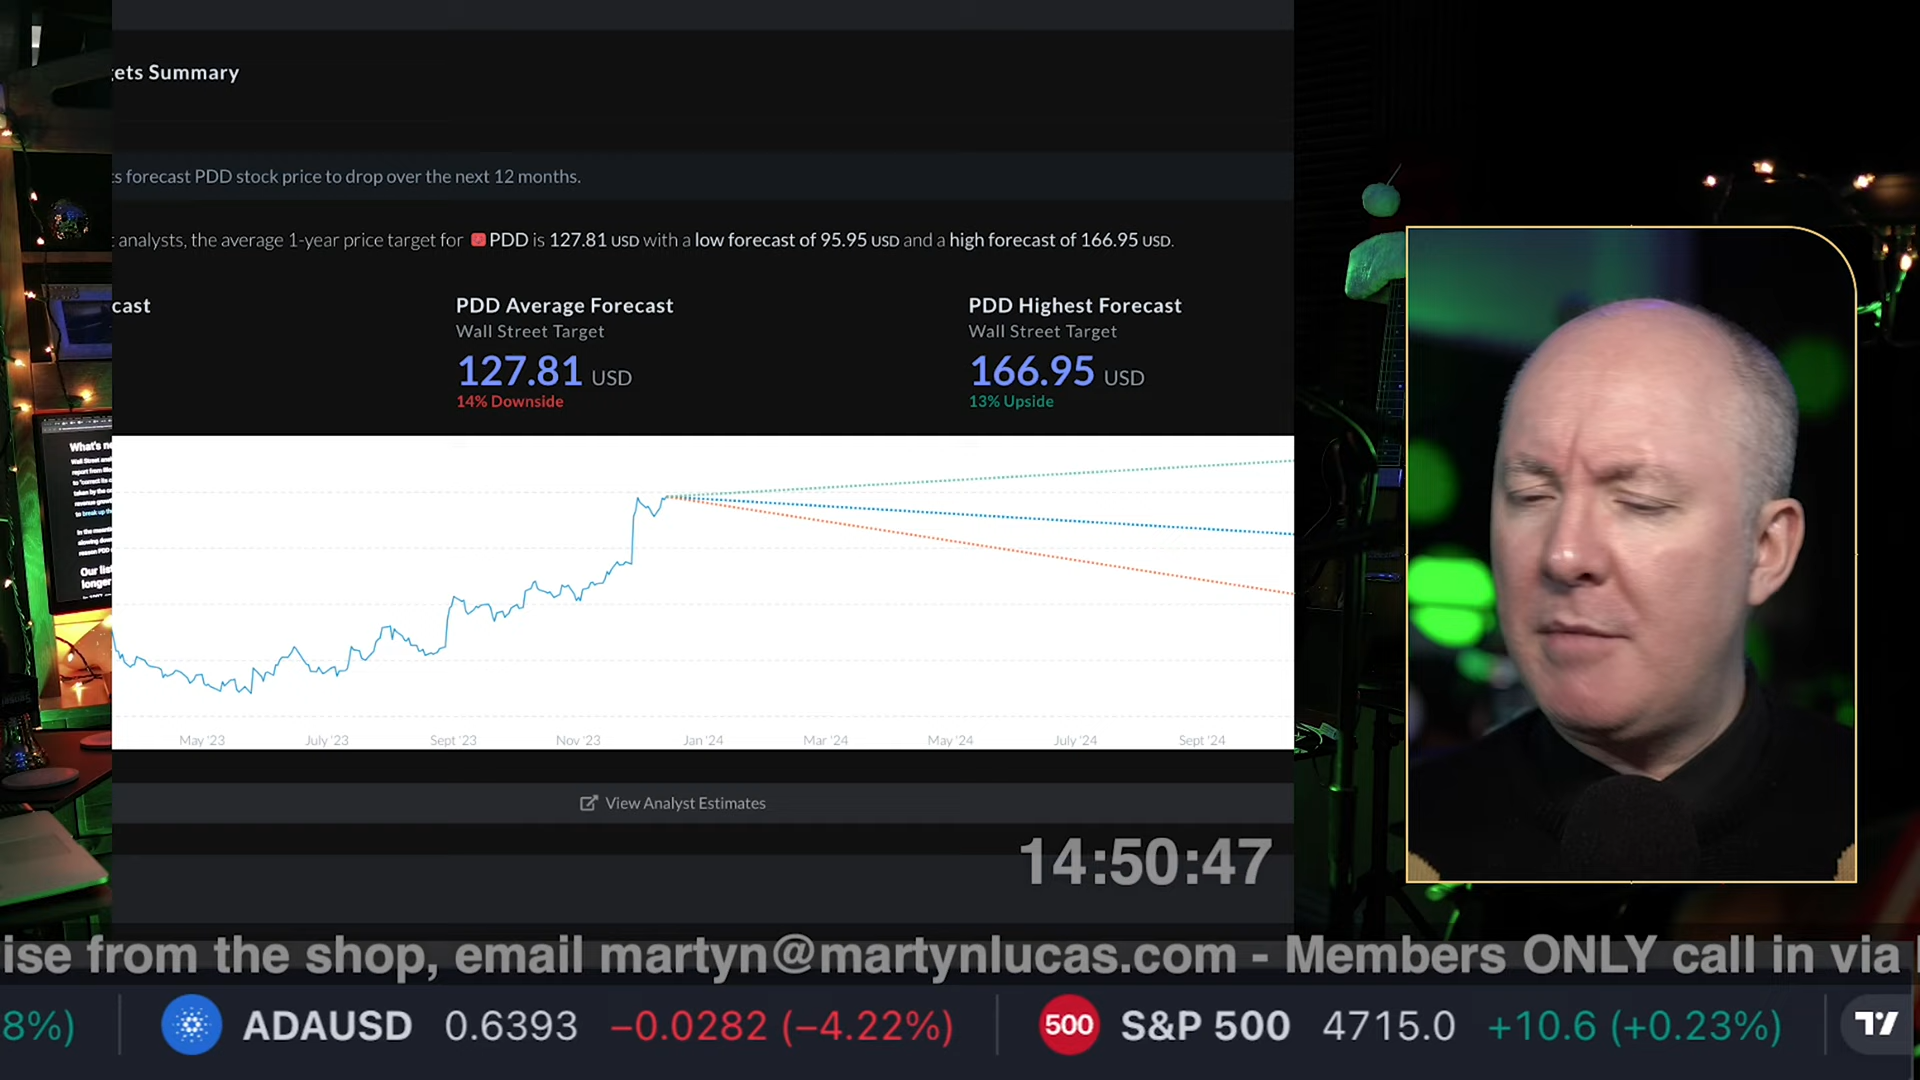 ets Summary
s forecast PDD stock price to drop over the next 12 months.
analysts, the average 1-year price target for PDD is 127.81 USD with a low forecast of 95.95 USD and a high forecast of 166.95 USD.
cast
PDD Average Forecast
Wall Street Target
127.81 USD
14% Downside
PDD Highest Forecast
Wall Street Target
166.95 USD
13% Upside
What's n
Our lis
longer
May '23 July '23 Sept '23 Nov '23 Jan '24 Mar '24 May '24 July '24 Sept '24
View Analyst Estimates
14:50:47
ise from the shop, email martyn@martynlucas.com - Members ONLY call in via
8%) ADAUSD 0.6393 −0.0282 (−4.22%) 500 S&P 500 4715.0 +10.6 (+0.23%)